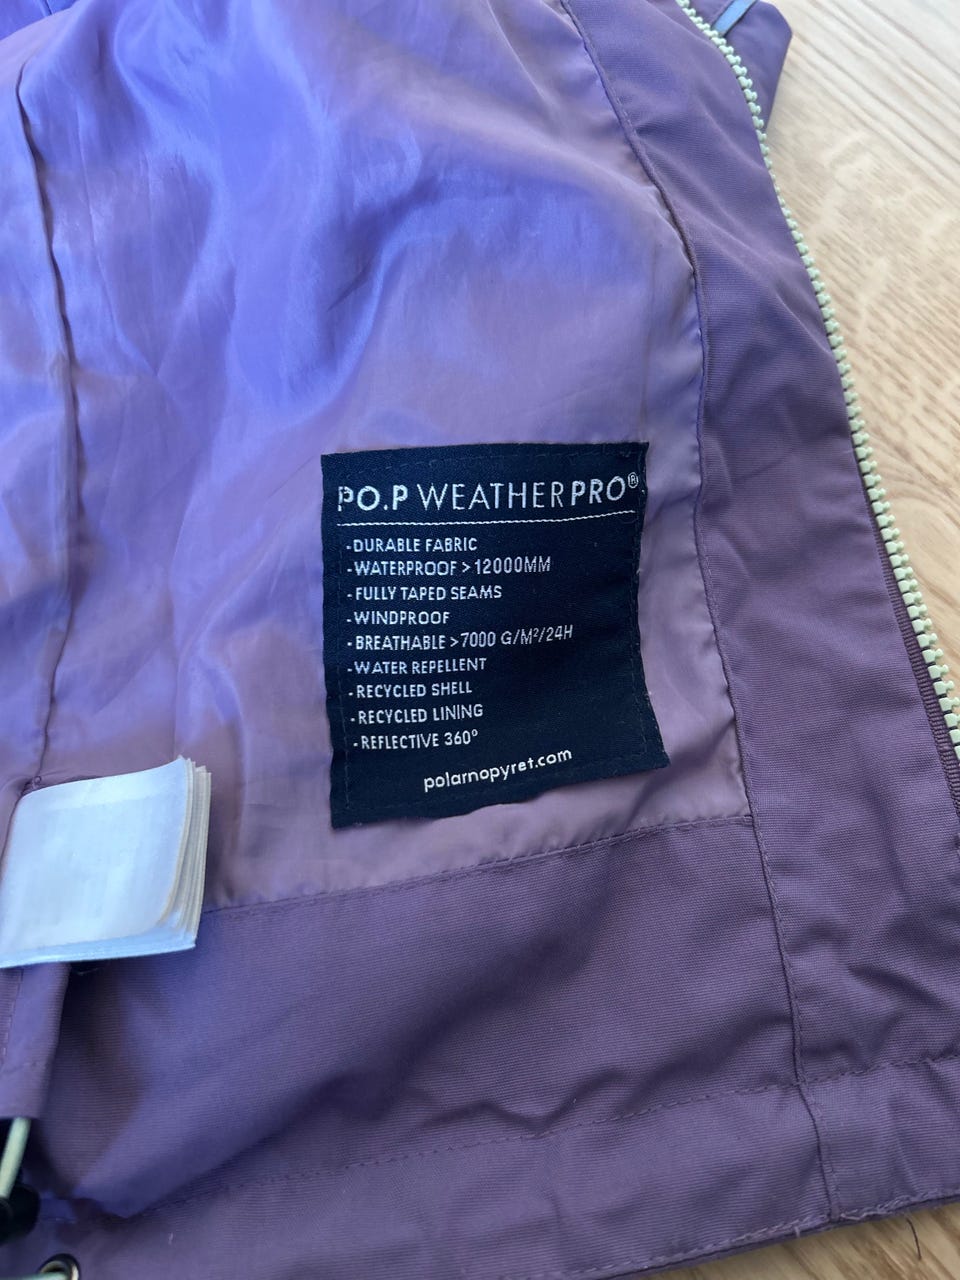 PO.P WEATHERPRO®
-DURABLE FABRIC
-WATERPROOF > 12000MM
-FULLY TAPED SEAMS
-WINDPROOF
-BREATHABLE >7000 G/M²/24H
-WATER REPELLENT
-RECYCLED SHELL
-RECYCLED LINING
-REFLECTIVE 360°
polarnopyret.com